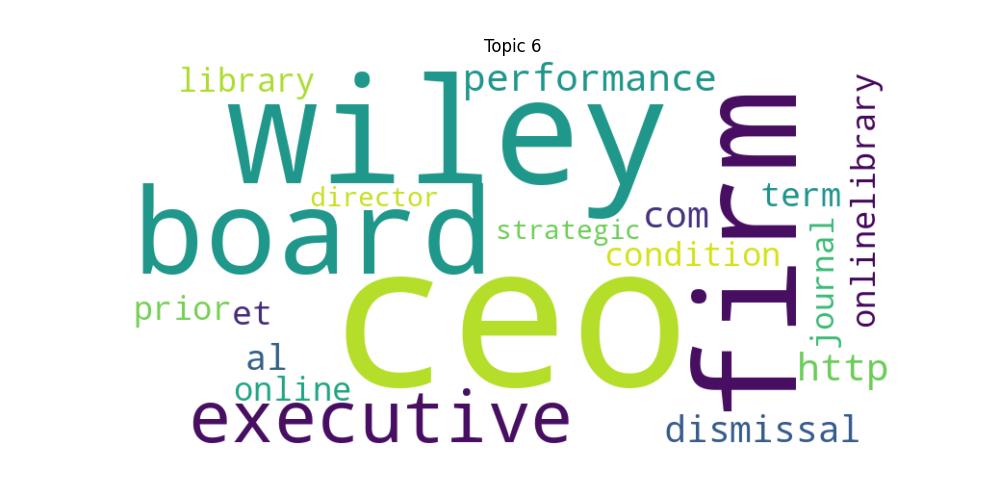 Topic 6
library
performance
wiley
firm
onlinelibrary
board
director
term
com
strategic
journal
condition
ceo
prior
et
al
http
online
executive
dismissal